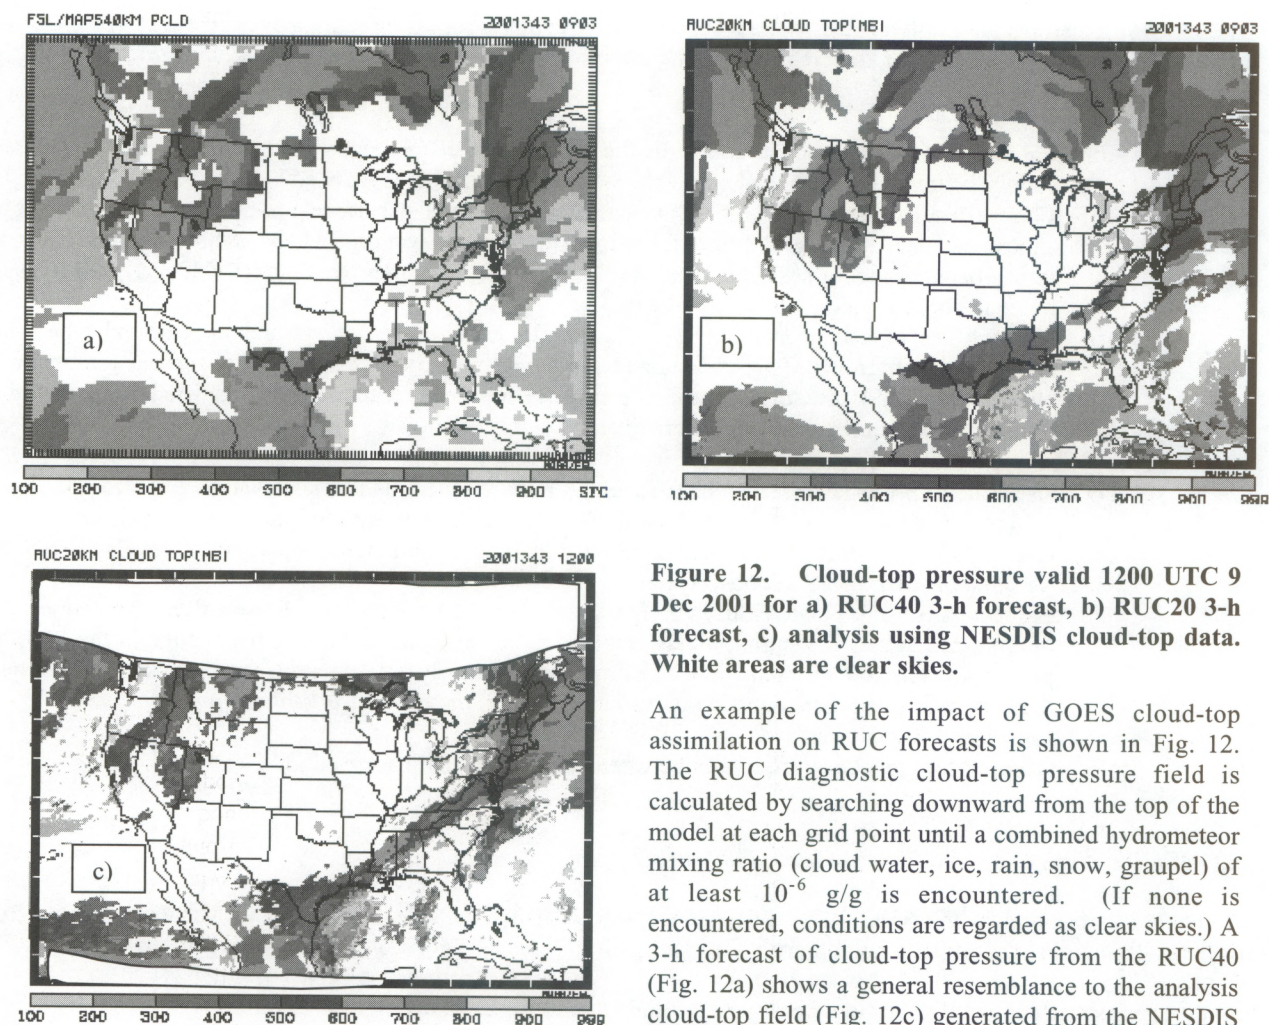 FSL/MAPS40KM PCLD 2001343 0903
a)
100 200 300 400 500 600 700 800 900 SFC
RUC20KM CLOUD TOP(MB) 2001343 0903
b)
100 200 300 400 500 600 700 800 900 999
RUC20KM CLOUD TOP(MB) 2001343 1200
c)
100 200 300 400 500 600 700 800 900 999
Figure 12. Cloud-top pressure valid 1200 UTC 9
Dec 2001 for a) RUC40 3-h forecast, b) RUC20 3-h
forecast, c) analysis using NESDIS cloud-top data.
White areas are clear skies.
An example of the impact of GOES cloud-top
assimilation on RUC forecasts is shown in Fig. 12.
The RUC diagnostic cloud-top pressure field is
calculated by searching downward from the top of the
model at each grid point until a combined hydrometeor
mixing ratio (cloud water, ice, rain, snow, graupel) of
at least 10⁻⁶ g/g is encountered. (If none is
encountered, conditions are regarded as clear skies.) A
3-h forecast of cloud-top pressure from the RUC40
(Fig. 12a) shows a general resemblance to the analysis
cloud-top field (Fig. 12c) generated from the NESDIS